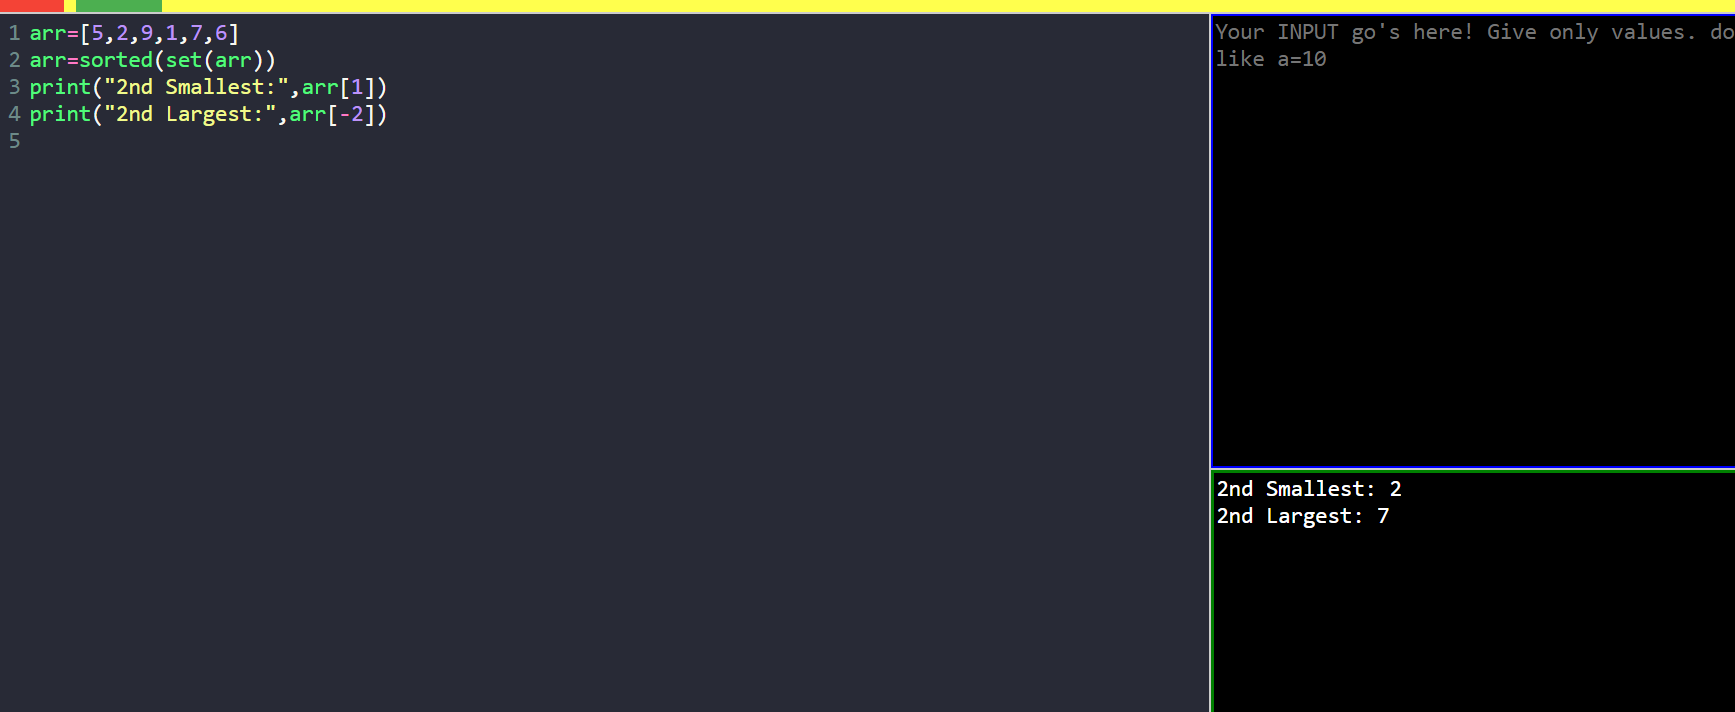 1 arr=[5,2,9,1,7,6]
2 arr=sorted(set(arr))
3 print("2nd Smallest:",arr[1])
4 print("2nd Largest:",arr[-2])
5
Your INPUT go's here! Give only values. do
like a=10
2nd Smallest: 2
2nd Largest: 7